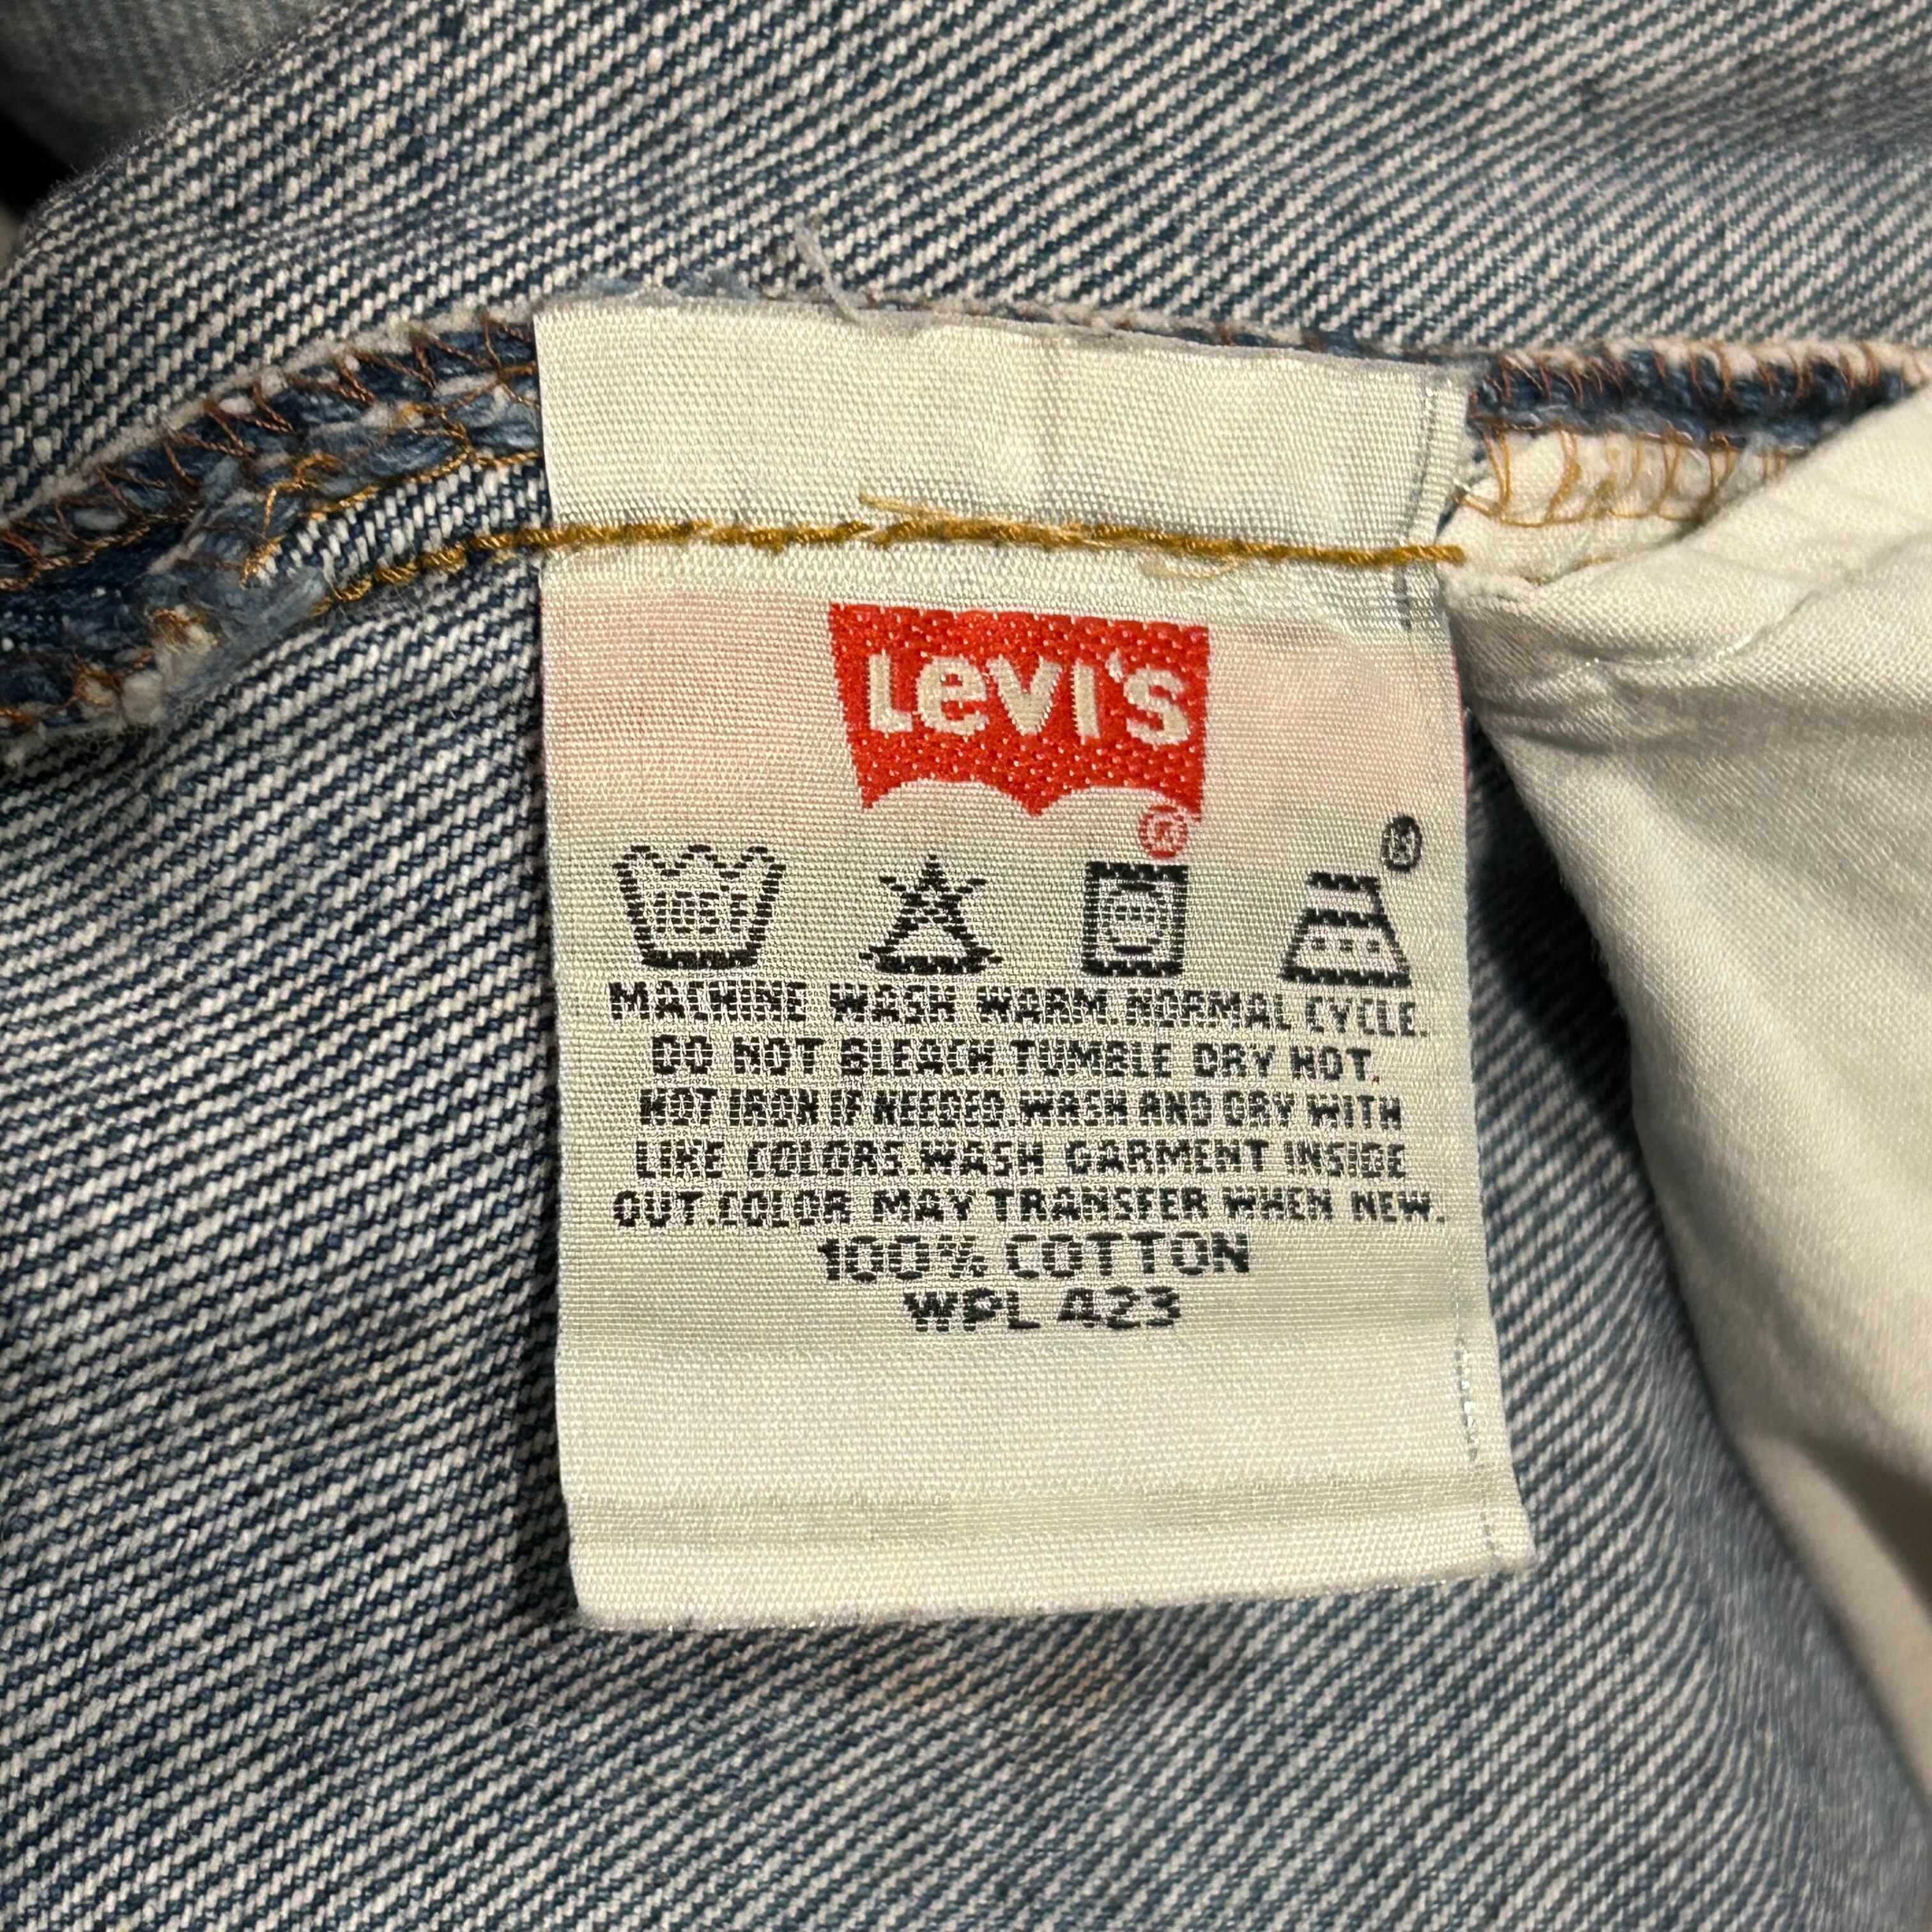 LEVI'S
®
105
®
MACHINE WASH WARM.NORMAL CYCLE.
DO NOT BLEACH.TUMBLE DRY HOT.
HOT IRON IF NEEDED.WASH AND DRY WITH
LIKE COLORS.WASH GARMENT INSIDE
OUT.COLOR MAY TRANSFER WHEN NEW.
100% COTTON
WPL 423